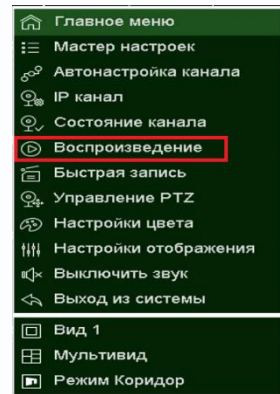 Главное меню
Мастер настроек
Автонастройка канала
IP канал
Состояние канала
Воспроизведение
Быстрая запись
Управление PTZ
Настройки цвета
Настройки отображения
Выключить звук
Выход из системы
Вид 1
Мультивид
Режим Коридор